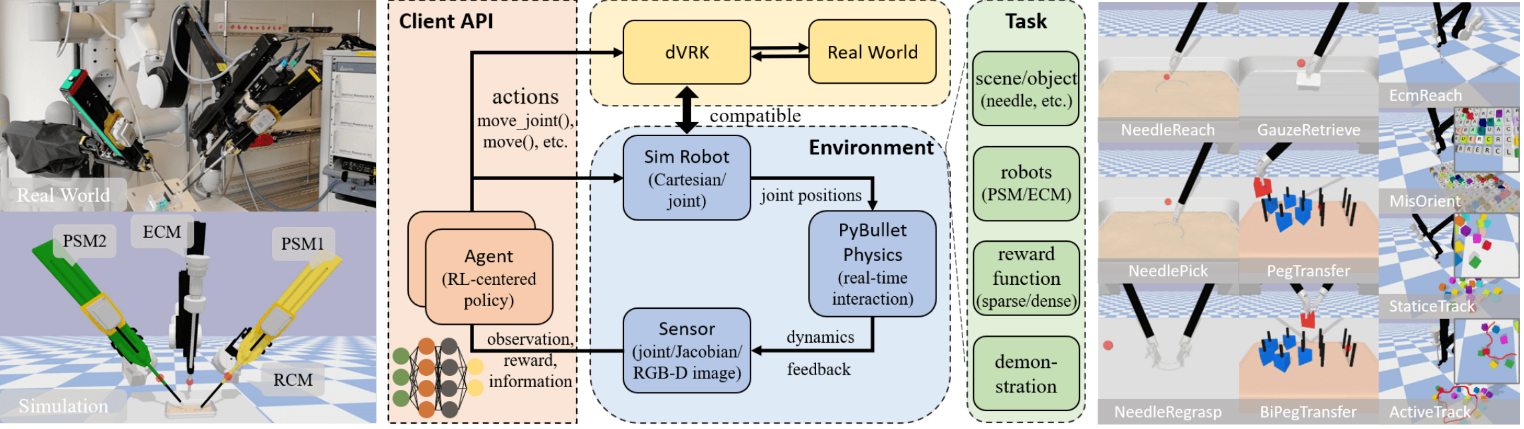 Real World
PSM2
ECM
PSM1
RCM
Simulation
Client API
actions
move_joint(),
move(), etc.
Agent
(RL-centered
policy)
observation,
reward,
information
dVRK
Real World
compatible
Environment
Sim Robot
(Cartesian/
joint)
joint positions
PyBullet
Physics
(real-time
interaction)
dynamics
feedback
Sensor
(joint/Jacobian/
RGB-D image)
Task
scene/object
(needle, etc.)
robots
(PSM/ECM)
reward
function
(sparse/dense)
demon-
stration
NeedleReach
GauzeRetrieve
EcmReach
MisOrient
NeedlePick
PegTransfer
StaticeTrack
NeedleRegrasp
BiPegTransfer
ActiveTrack